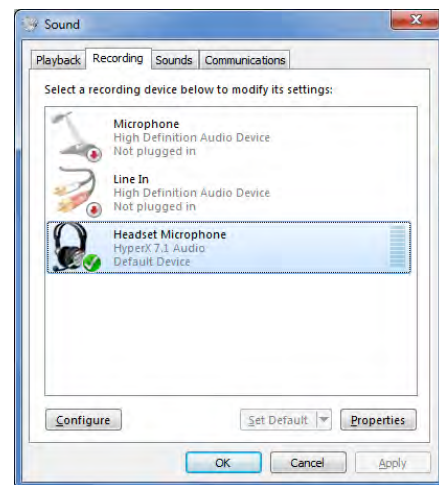 Sound
Playback Recording Sounds Communications
Select a recording device below to modify its settings:
Microphone
High Definition Audio Device
Not plugged in
Line In
High Definition Audio Device
Not plugged in
Headset Microphone
HyperX 7.1 Audio
Default Device
Configure Set Default Properties
OK Cancel Apply